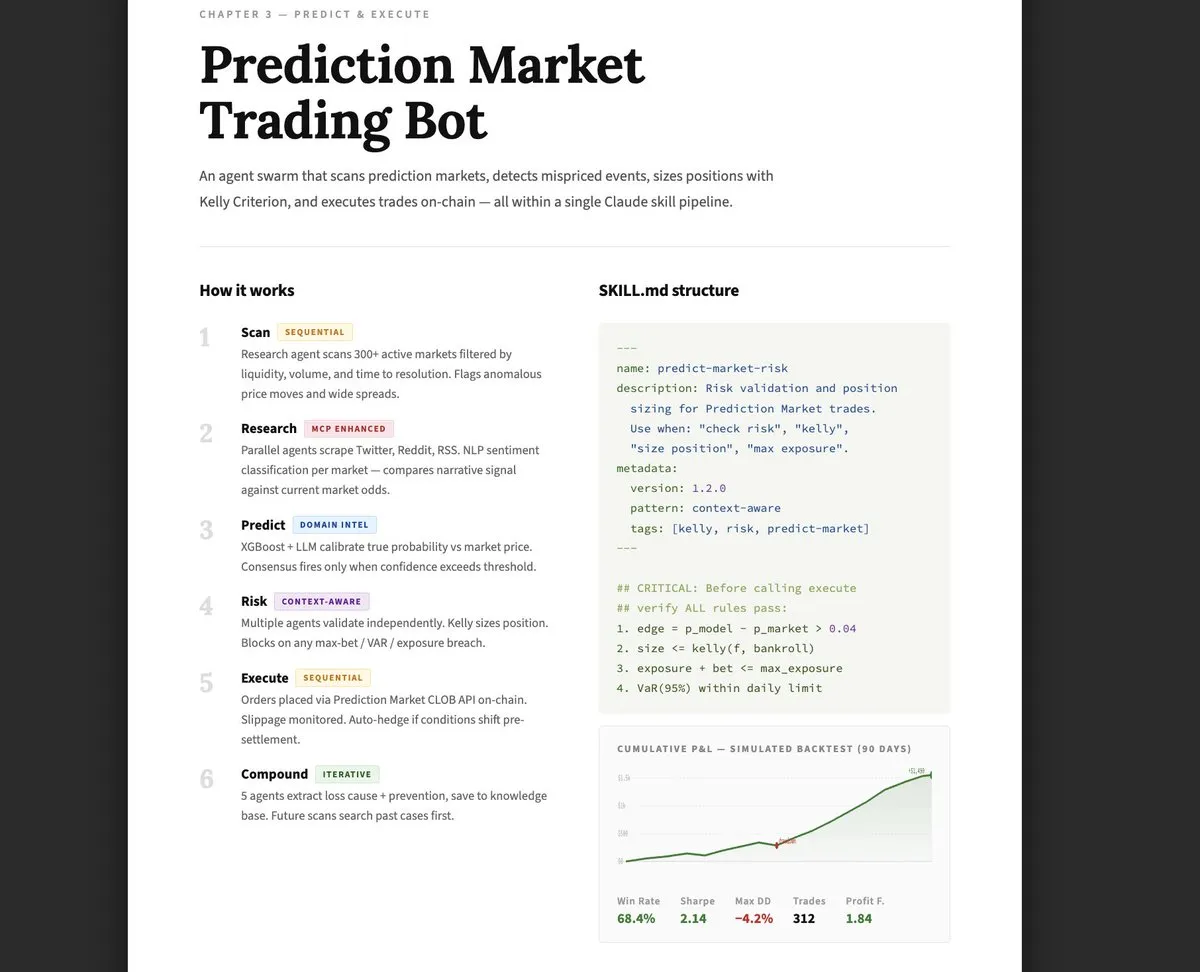 CHAPTER 3 — PREDICT & EXECUTE
Prediction Market
Trading Bot
An agent swarm that scans prediction markets, detects mispriced events, sizes positions with
Kelly Criterion, and executes trades on-chain — all within a single Claude skill pipeline.
How it works
1 Scan SEQUENTIAL
Research agent scans 300+ active markets filtered by
liquidity, volume, and time to resolution. Flags anomalous
price moves and wide spreads.
2 Research MCP ENHANCED
Parallel agents scrape Twitter, Reddit, RSS. NLP sentiment
classification per market — compares narrative signal
against current market odds.
3 Predict DOMAIN INTEL
XGBoost + LLM calibrate true probability vs market price.
Consensus fires only when confidence exceeds threshold.
4 Risk CONTEXT-AWARE
Multiple agents validate independently. Kelly sizes position.
Blocks on any max-bet / VAR / exposure breach.
5 Execute SEQUENTIAL
Orders placed via Prediction Market CLOB API on-chain.
Slippage monitored. Auto-hedge if conditions shift pre-
settlement.
6 Compound ITERATIVE
5 agents extract loss cause + prevention, save to knowledge
base. Future scans search past cases first.
SKILL.md structure
---
name: predict-market-risk
description: Risk validation and position
sizing for Prediction Market trades.
Use when: "check risk", "kelly",
"size position", "max exposure".
metadata:
version: 1.2.0
pattern: context-aware
tags: [kelly, risk, predict-market]
---
## CRITICAL: Before calling execute
## verify ALL rules pass:
1. edge = p_model - p_market > 0.04
2. size <= kelly(f, bankroll)
3. exposure + bet <= max_exposure
4. VaR(95%) within daily limit
CUMULATIVE P&L — SIMULATED BACKTEST (90 DAYS)
+$1,499
$1.5k
$1k
$500
$0
Win Rate Sharpe Max DD Trades Profit F.
68.4% 2.14 −4.2% 312 1.84